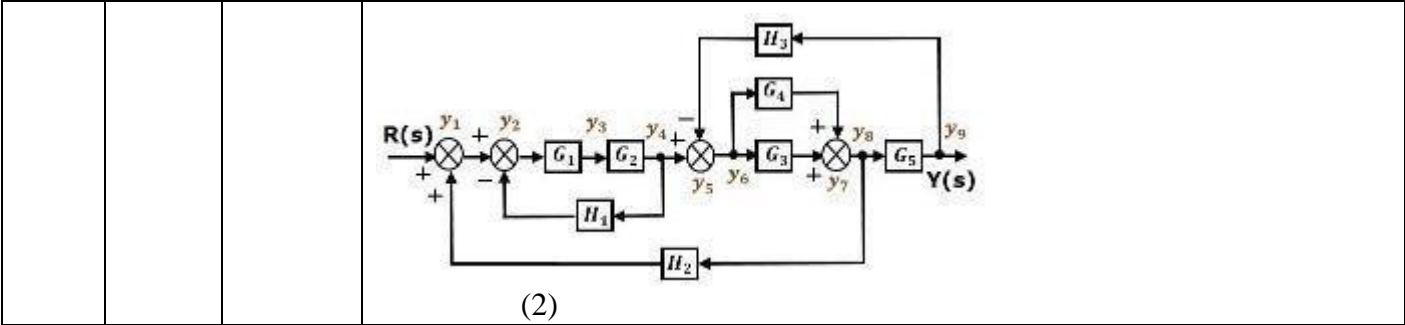 H₃
G₄
R(s) y₁ + y₂ y₃ y₄ + − + y₈ y₉
+ G₁ G₂ G₃ G₅
+ − y₅ y₆ + y₇ Y(s)
H₁
H₂
(2)